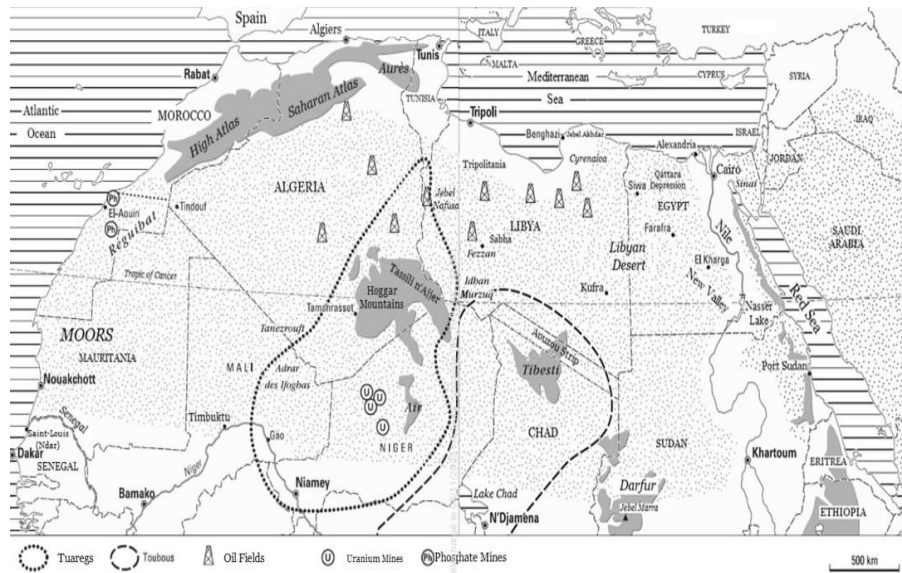 Spain
Algiers
Tunis
ITALY
GREECE
TURKEY
Rabat
Aurès
MALTA
Mediterranean
CYPRUS
SYRIA
Atlantic
Saharan Atlas
TUNISIA
Sea
Ocean
MOROCCO
High Atlas
Tripoli
IRAQ
Benghazi
Jebel Akhdar
ISRAEL
Alexandria
JORDAN
Tripolitania
Cyrenaica
Cairo
Qattara
Depression
Sinai
Siwa
ALGERIA
Jebel
Nafusa
EGYPT
Ph
El-Aouin
Tindouf
Ph
Reguibat
LIBYA
Sabha
Fezzan
Farafra
Nile
SAUDI
ARABIA
Libyan
Desert
El Kharga
New Valley
Tropic of Cancer
Tassili n'Ajjer
Hoggar
Mountains
Idhan
Murzuq
Kufra
Red Sea
Tamanrasset
Nasser
Lake
MOORS
Tanezrouft
Aouzou Strip
MAURITANIA
MALI
Adrar
des Ifoghas
Tibesti
Port Sudan
Nouakchott
U
U
U
U
Aïr
Timbuktu
Senegal
Saint-Louis
(Ndar)
Gao
NIGER
CHAD
SUDAN
Dakar
SENEGAL
Niger
Khartoum
ERITREA
Niamey
Bamako
Lake Chad
Darfur
Jebel Marra
N'Djamena
ETHIOPIA
Tuaregs
Toubous
Oil Fields
U
Uranium Mines
Ph
Phosphate Mines
500 km